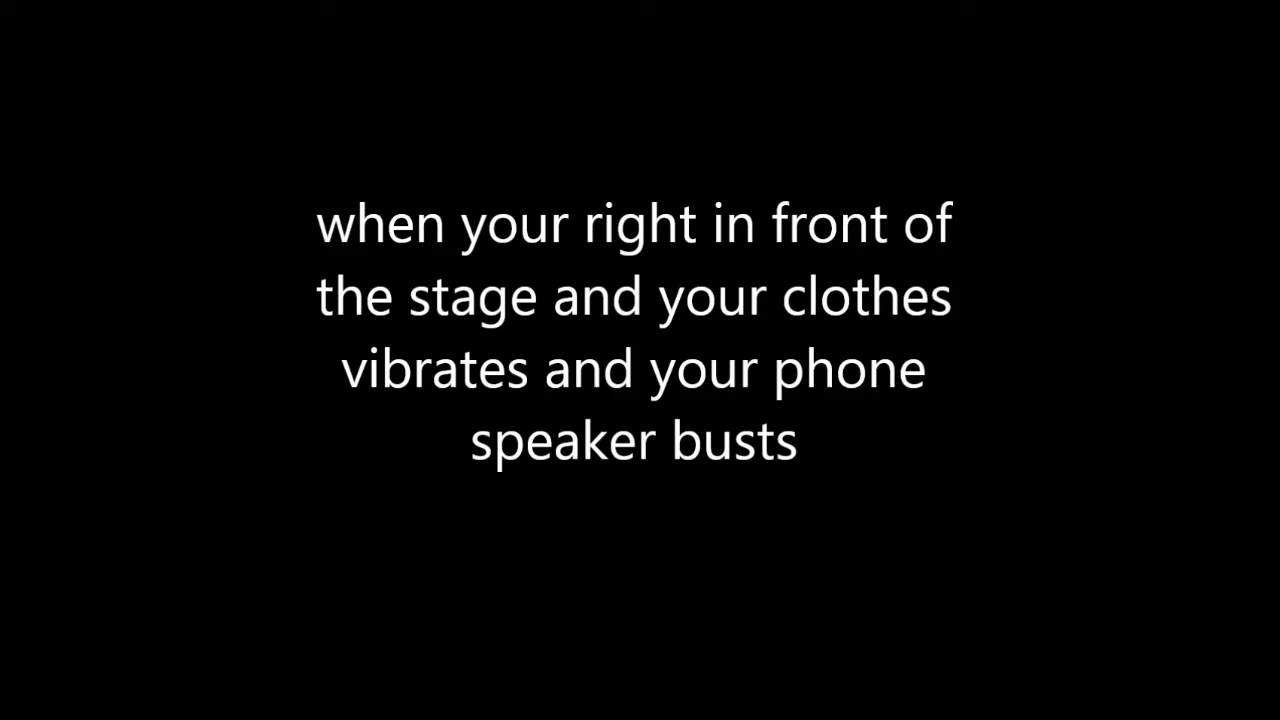 when your right in front of
the stage and your clothes
vibrates and your phone
speaker busts